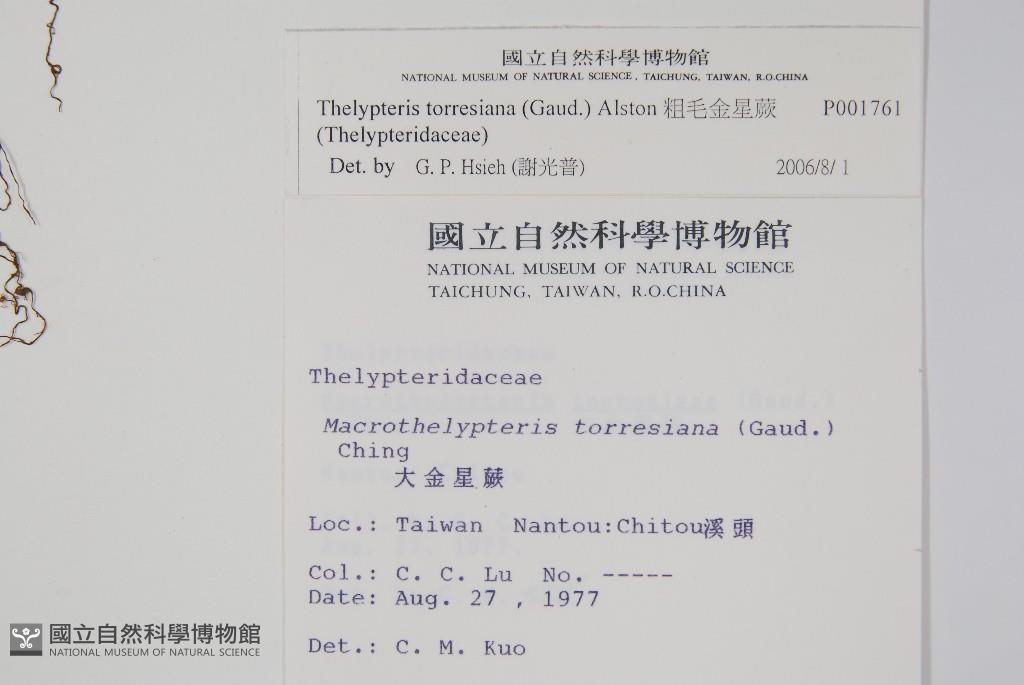 國立自然科學博物館
NATIONAL MUSEUM OF NATURAL SCIENCE, TAICHUNG, TAIWAN, R.O.CHINA
Thelypteris torresiana (Gaud.) Alston 粗毛金星蕨 P001761
(Thelypteridaceae)
Det. by G. P. Hsieh (謝光普) 2006/8/ 1
國立自然科學博物館
NATIONAL MUSEUM OF NATURAL SCIENCE
TAICHUNG, TAIWAN, R.O.CHINA
Thelypteridaceae
Macrothelypteris torresiana (Gaud.)
Ching
大金星蕨
Loc.: Taiwan Nantou:Chitou溪頭
Col.: C. C. Lu No. -----
Date: Aug. 27 , 1977
Det.: C. M. Kuo
國立自然科學博物館
NATIONAL MUSEUM OF NATURAL SCIENCE